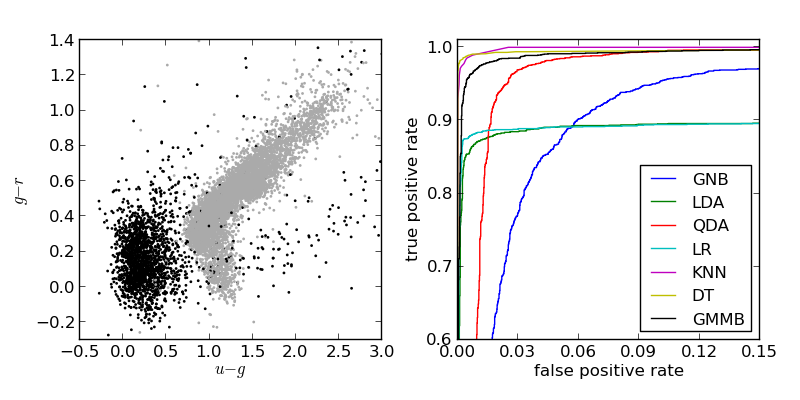 1.4
1.2
1.0
0.8
0.6
0.4
0.2
0.0
−0.2
g−r
−0.5 0.0 0.5 1.0 1.5 2.0 2.5 3.0
u−g
1.0
0.9
0.8
0.7
0.6
true positive rate
GNB
LDA
QDA
LR
KNN
DT
GMMB
0.00 0.03 0.06 0.09 0.12 0.15
false positive rate